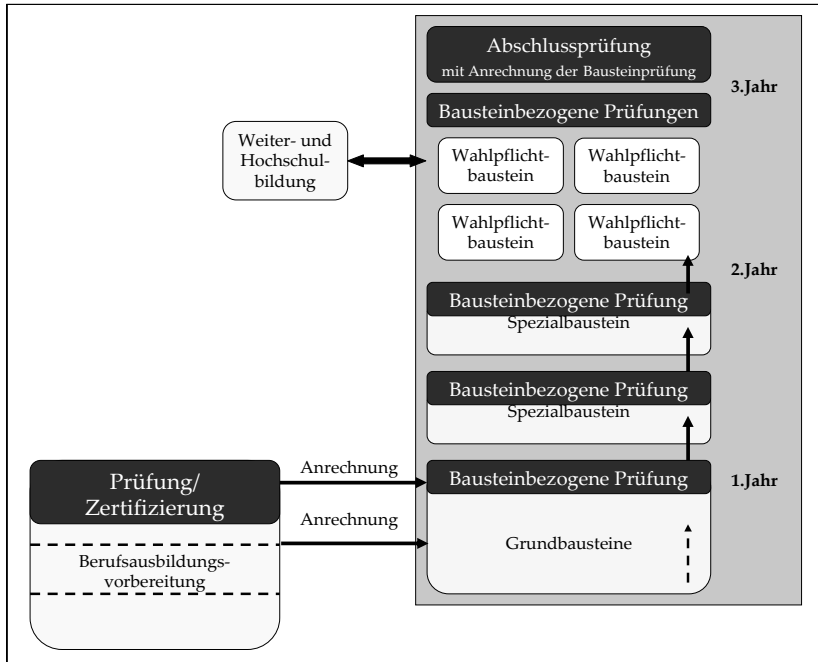 Abschlussprüfung
mit Anrechnung der Bausteinprüfung
3.Jahr
Bausteinbezogene Prüfungen
Weiter- und
Hochschul-
bildung
Wahlpflicht-
baustein
Wahlpflicht-
baustein
Wahlpflicht-
baustein
Wahlpflicht-
baustein
2.Jahr
Bausteinbezogene Prüfung
Spezialbaustein
Bausteinbezogene Prüfung
Spezialbaustein
Prüfung/
Zertifizierung
Anrechnung
Bausteinbezogene Prüfung
1.Jahr
Anrechnung
Grundbausteine
Berufsausbildungs-
vorbereitung